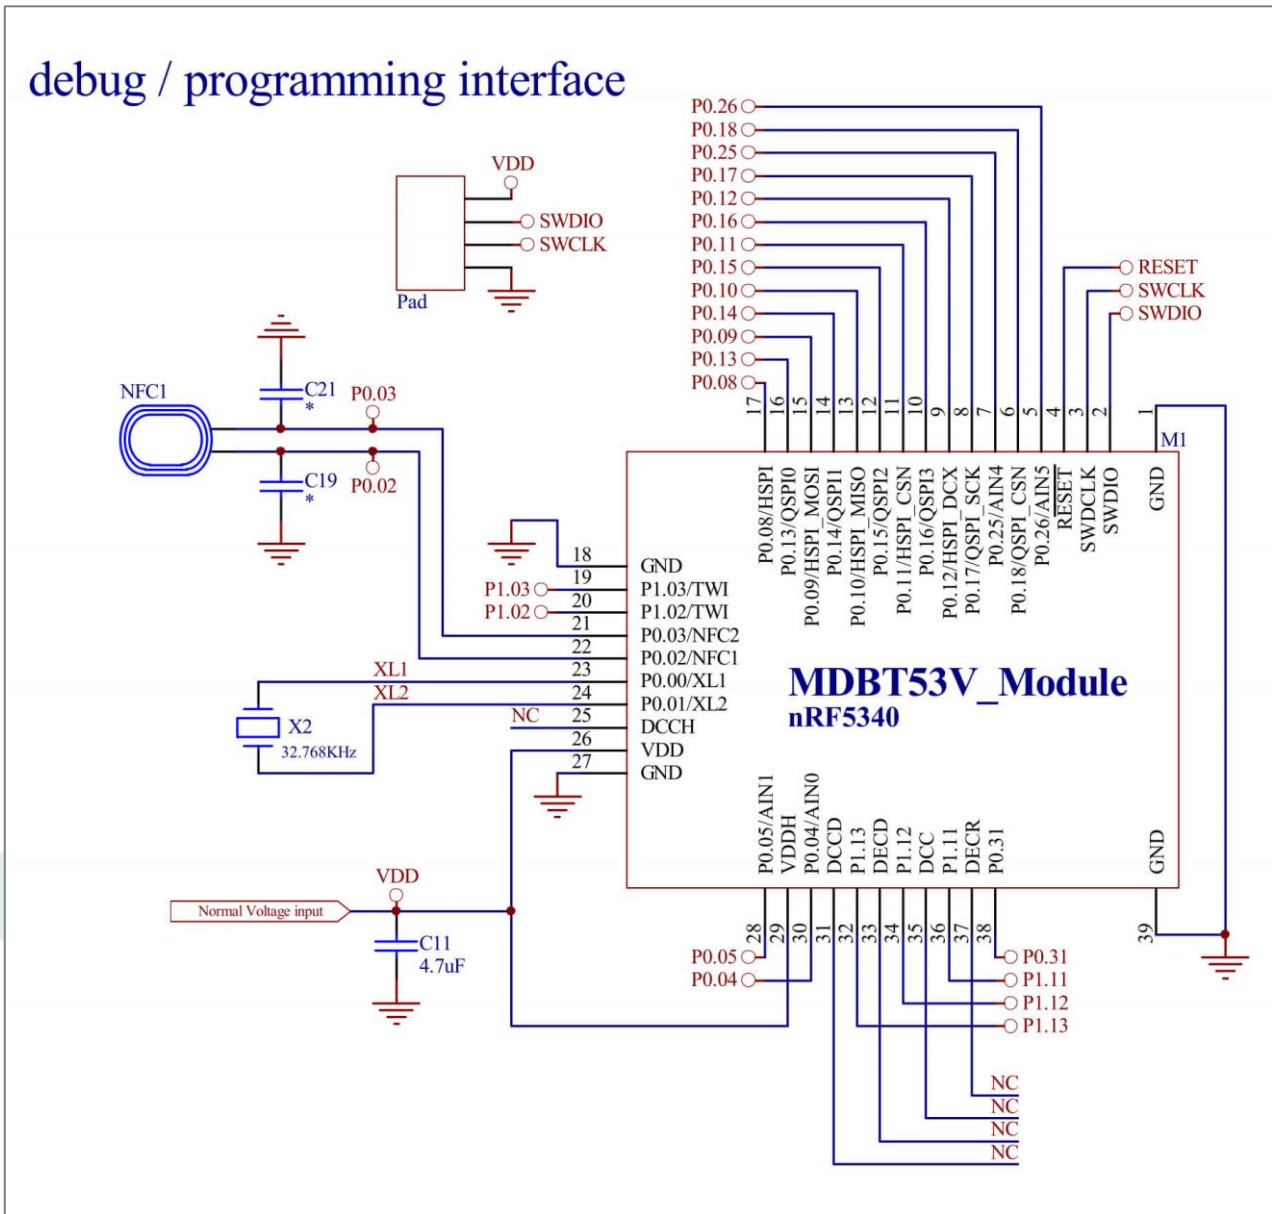 debug / programming interface
VDD
SWDIO
SWCLK
Pad
P0.26
P0.18
P0.25
P0.17
P0.12
P0.16
P0.11
P0.15
P0.10
P0.14
P0.09
P0.13
P0.08
RESET
SWCLK
SWDIO
17
16
15
14
13
12
11
10
9
8
7
6
5
4
3
2
1
M1
P0.08/HSPI
P0.13/QSPI0
P0.09/HSPI_MOSI
P0.14/QSPI1
P0.10/HSPI_MISO
P0.15/QSPI2
P0.11/HSPI_CSN
P0.16/QSPI3
P0.12/HSPI_DCX
P0.17/QSPI_SCK
P0.25/AIN4
P0.18/QSPI_CSN
P0.26/AIN5
RESET
SWDCLK
SWDIO
GND
NFC1
C21
*
P0.03
C19
*
P0.02
18 GND
P1.03 19 P1.03/TWI
P1.02 20 P1.02/TWI
21 P0.03/NFC2
22 P0.02/NFC1
XL1 23 P0.00/XL1
XL2 24 P0.01/XL2
NC 25 DCCH
26 VDD
27 GND
X2
32.768KHz
MDBT53V_Module
nRF5340
P0.05/AIN1
VDDH
P0.04/AIN0
DCCD
P1.13
DECD
P1.12
DCC
P1.11
DECR
P0.31
GND
28
29
30
31
32
33
34
35
36
37
38
39
VDD
Normal Voltage input
C11
4.7uF
P0.05
P0.04
P0.31
P1.11
P1.12
P1.13
NC
NC
NC
NC